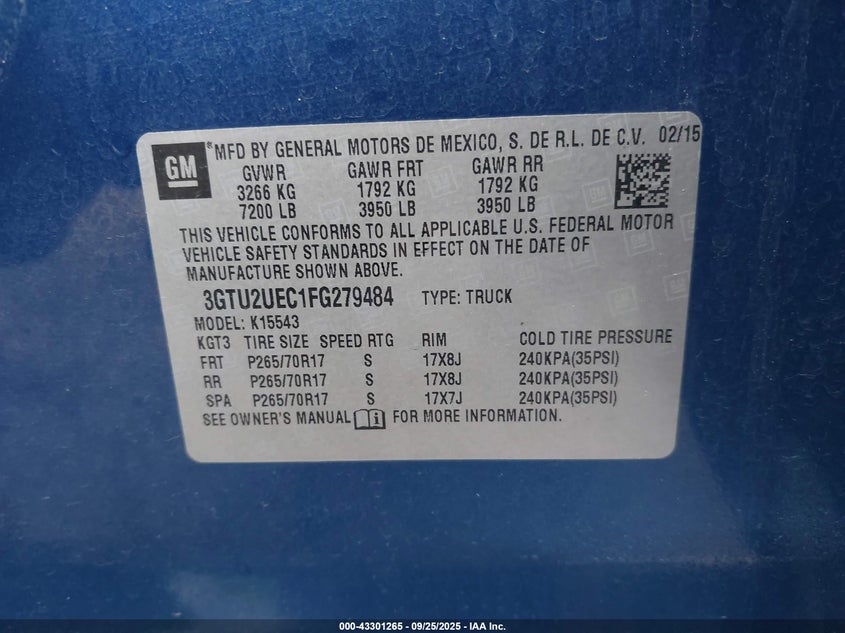 GM
*MFD BY GENERAL MOTORS DE MEXICO, S. DE R.L. DE C.V. 02/15
GVWR GAWR FRT GAWR RR
3266 KG 1792 KG 1792 KG
7200 LB 3950 LB 3950 LB
THIS VEHICLE CONFORMS TO ALL APPLICABLE U.S. FEDERAL MOTOR
VEHICLE SAFETY STANDARDS IN EFFECT ON THE DATE OF
MANUFACTURE SHOWN ABOVE.
3GTU2UEC1FG279484 TYPE: TRUCK
MODEL: K15543
KGT3 TIRE SIZE SPEED RTG RIM COLD TIRE PRESSURE
FRT P265/70R17 S 17X8J 240KPA(35PSI)
RR P265/70R17 S 17X8J 240KPA(35PSI)
SPA P265/70R17 S 17X7J 240KPA(35PSI)
SEE OWNER'S MANUAL FOR MORE INFORMATION.
000-43301265 - 09/25/2025 - IAA Inc.